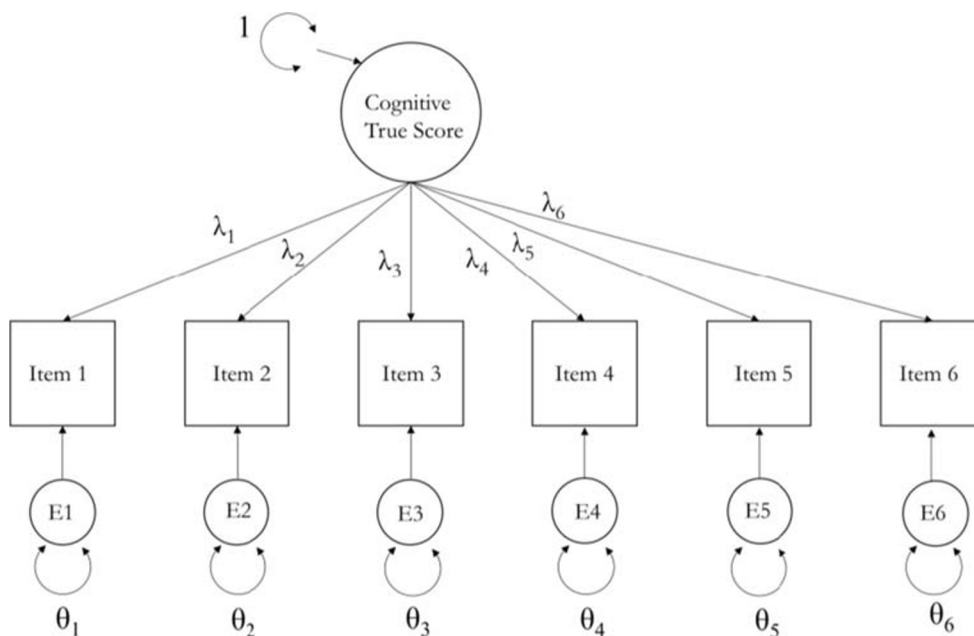 1
Cognitive
True Score
λ₁
λ₂
λ₃
λ₄
λ₅
λ₆
Item 1
Item 2
Item 3
Item 4
Item 5
Item 6
E1
E2
E3
E4
E5
E6
θ₁
θ₂
θ₃
θ₄
θ₅
θ₆